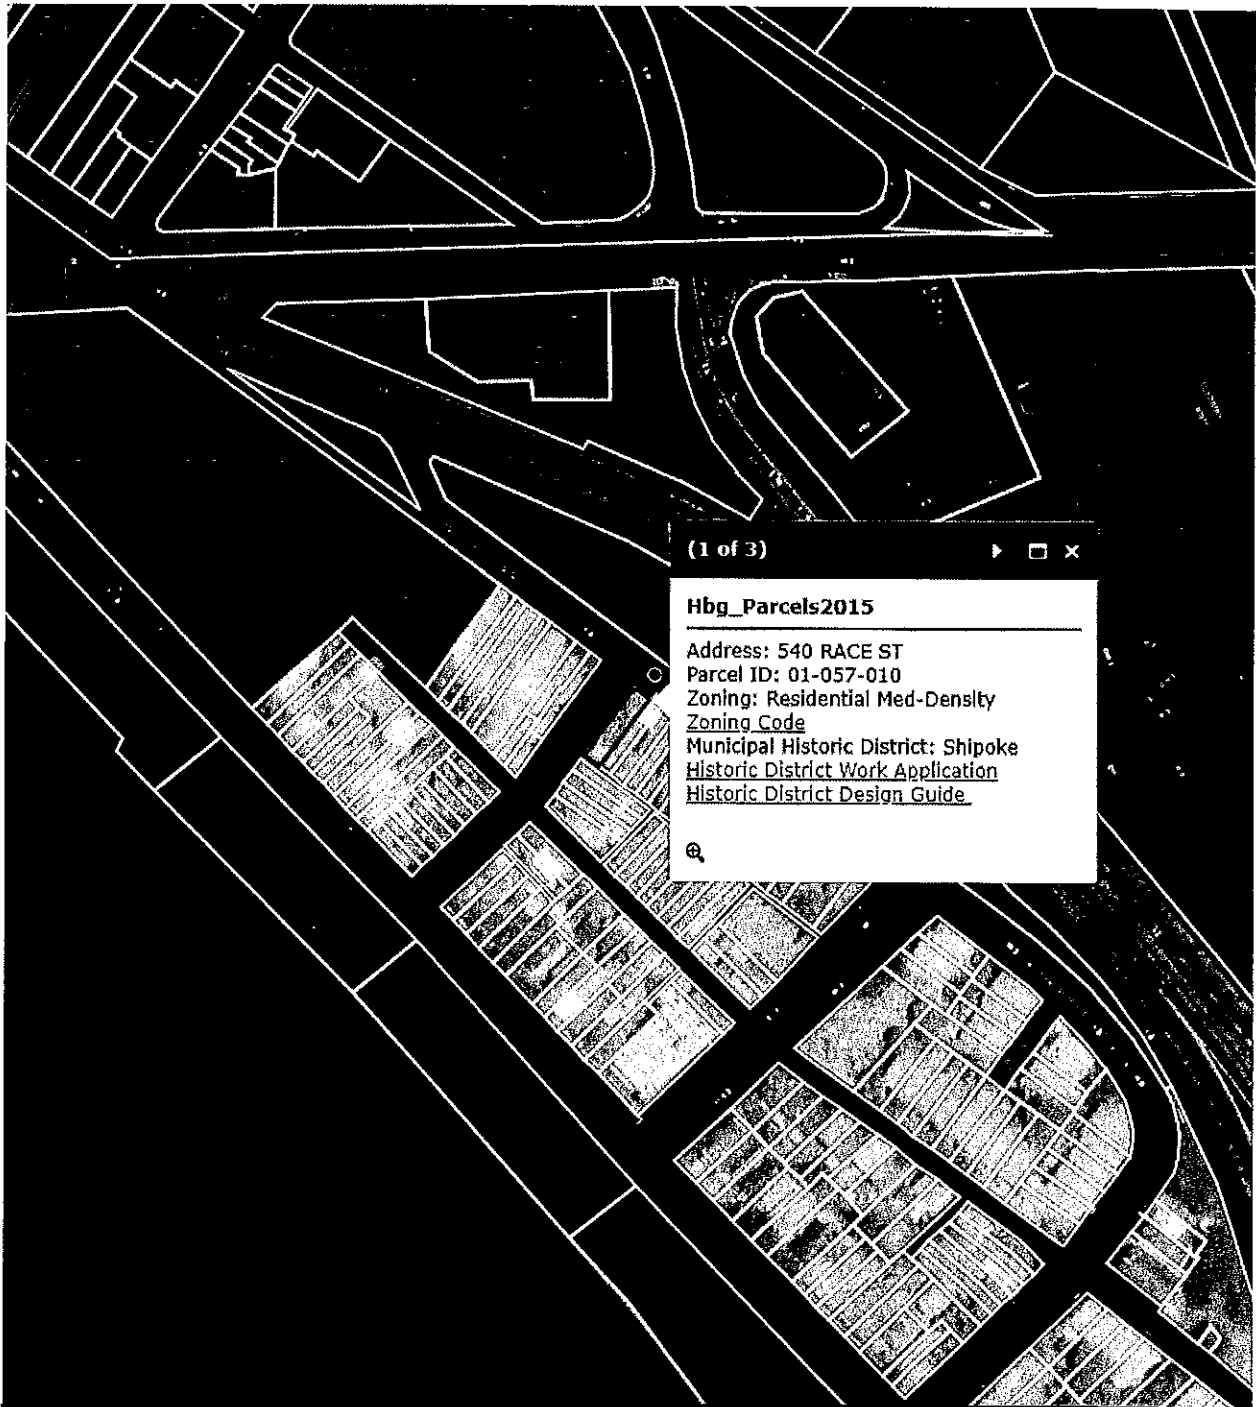 (1 of 3)
Hbg_Parcels2015
Address: 540 RACE ST
Parcel ID: 01-057-010
Zoning: Residential Med-Density
Zoning Code
Municipal Historic District: Shipoke
Historic District Work Application
Historic District Design Guide